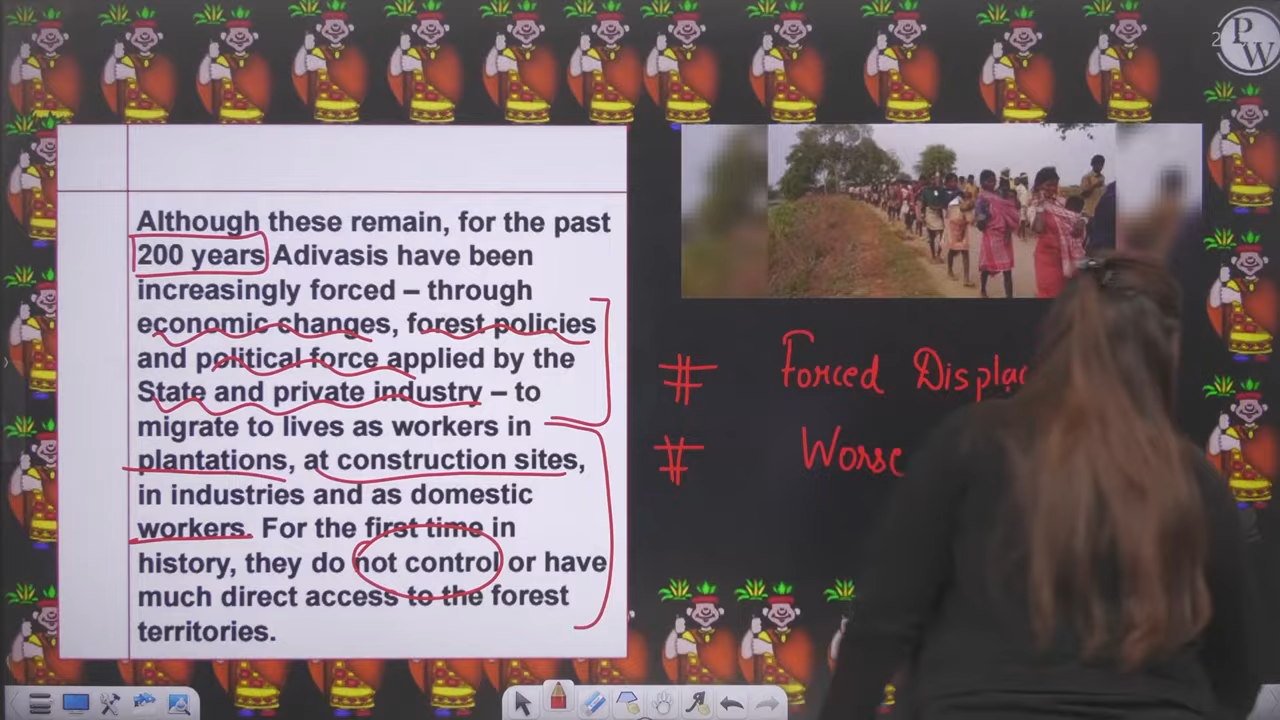 PW
Although these remain, for the past
200 years Adivasis have been
increasingly forced – through
economic changes, forest policies
and political force applied by the
State and private industry – to
migrate to lives as workers in
plantations, at construction sites,
in industries and as domestic
workers. For the first time in
history, they do not control or have
much direct access to the forest
territories.
# Forced
# Worse